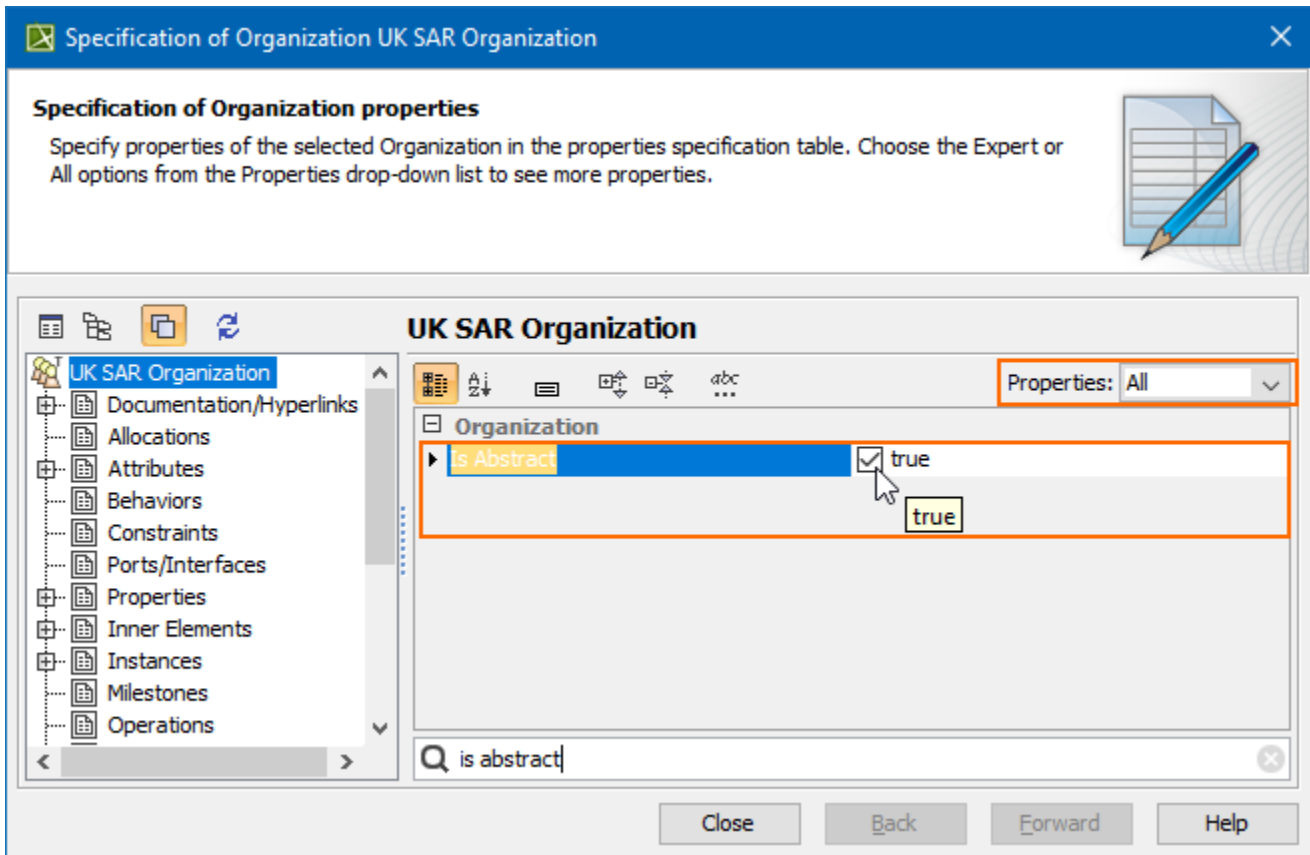 Specification of Organization UK SAR Organization
Specification of Organization properties
Specify properties of the selected Organization in the properties specification table. Choose the Expert or
All options from the Properties drop-down list to see more properties.
UK SAR Organization
UK SAR Organization
Documentation/Hyperlinks
Allocations
Attributes
Behaviors
Constraints
Ports/Interfaces
Properties
Inner Elements
Instances
Milestones
Operations
Properties: All
Organization
Is Abstract true
true
is abstract
Close Back Forward Help